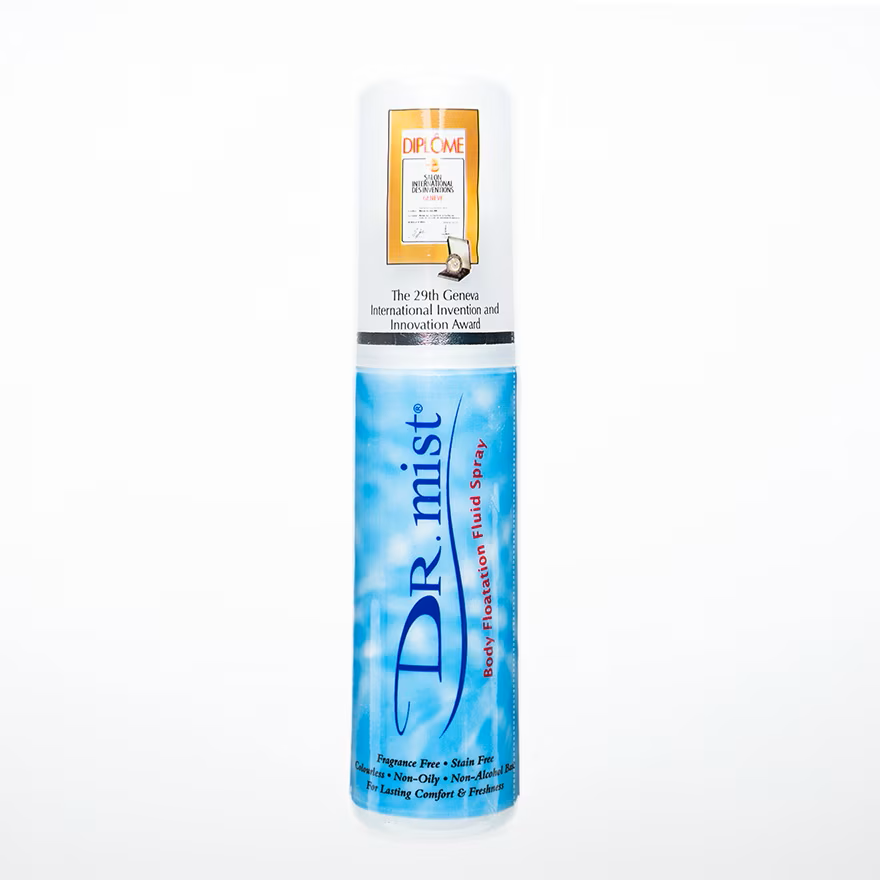 DIPLÔME
SALON
INTERNATIONAL
DES INVENTIONS
GENÈVE
The 29th Geneva
International Invention and
Innovation Award
DR. mist®
Body Floatation Fluid Spray
Fragrance Free • Stain Free
Colourless • Non-Oily • Non-Alcohol
For Lasting Comfort & Freshness